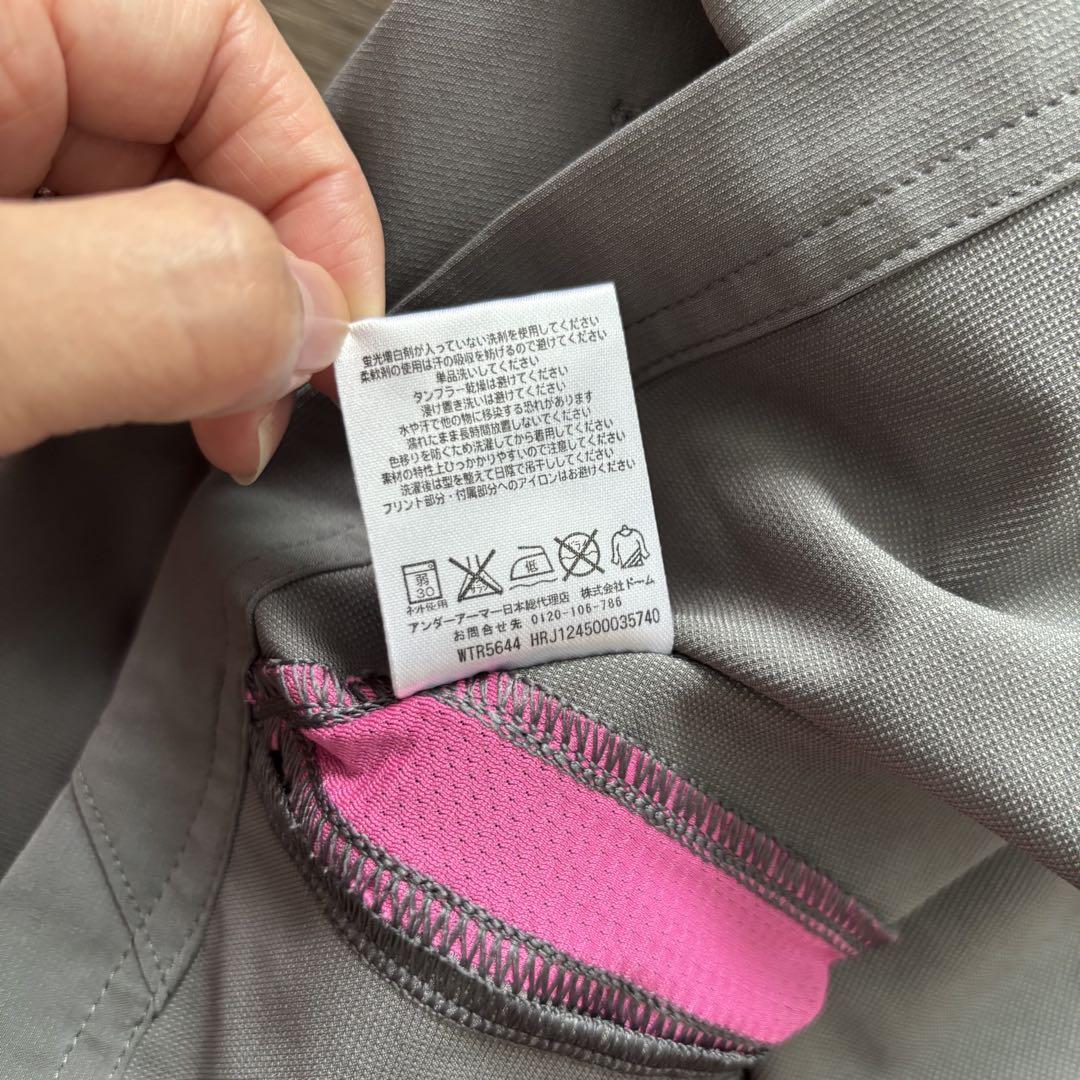 蛍光増白剤が入っていない洗剤を使用してください
柔軟剤の使用は汗の吸収を妨げるので避けてください
単品洗いしてください
タンブラー乾燥は避けてください
浸け置き洗いは避けてください
水や汗で他の物に移染する恐れがあります
濡れたまま長時間放置しないでください
色移りを防ぐため洗濯してから着用してください
素材の特性上ひっかかりやすいので注意してください
洗濯後は型を整えて日陰で吊干ししてください
プリント部分・付属部分へのアイロンはお避けください
弱 30 低
ネット使用
アンダーアーマー日本総代理店 株式会社ドーム
お問合せ先 0120-106-786
WTR5644 HRJ124500035740